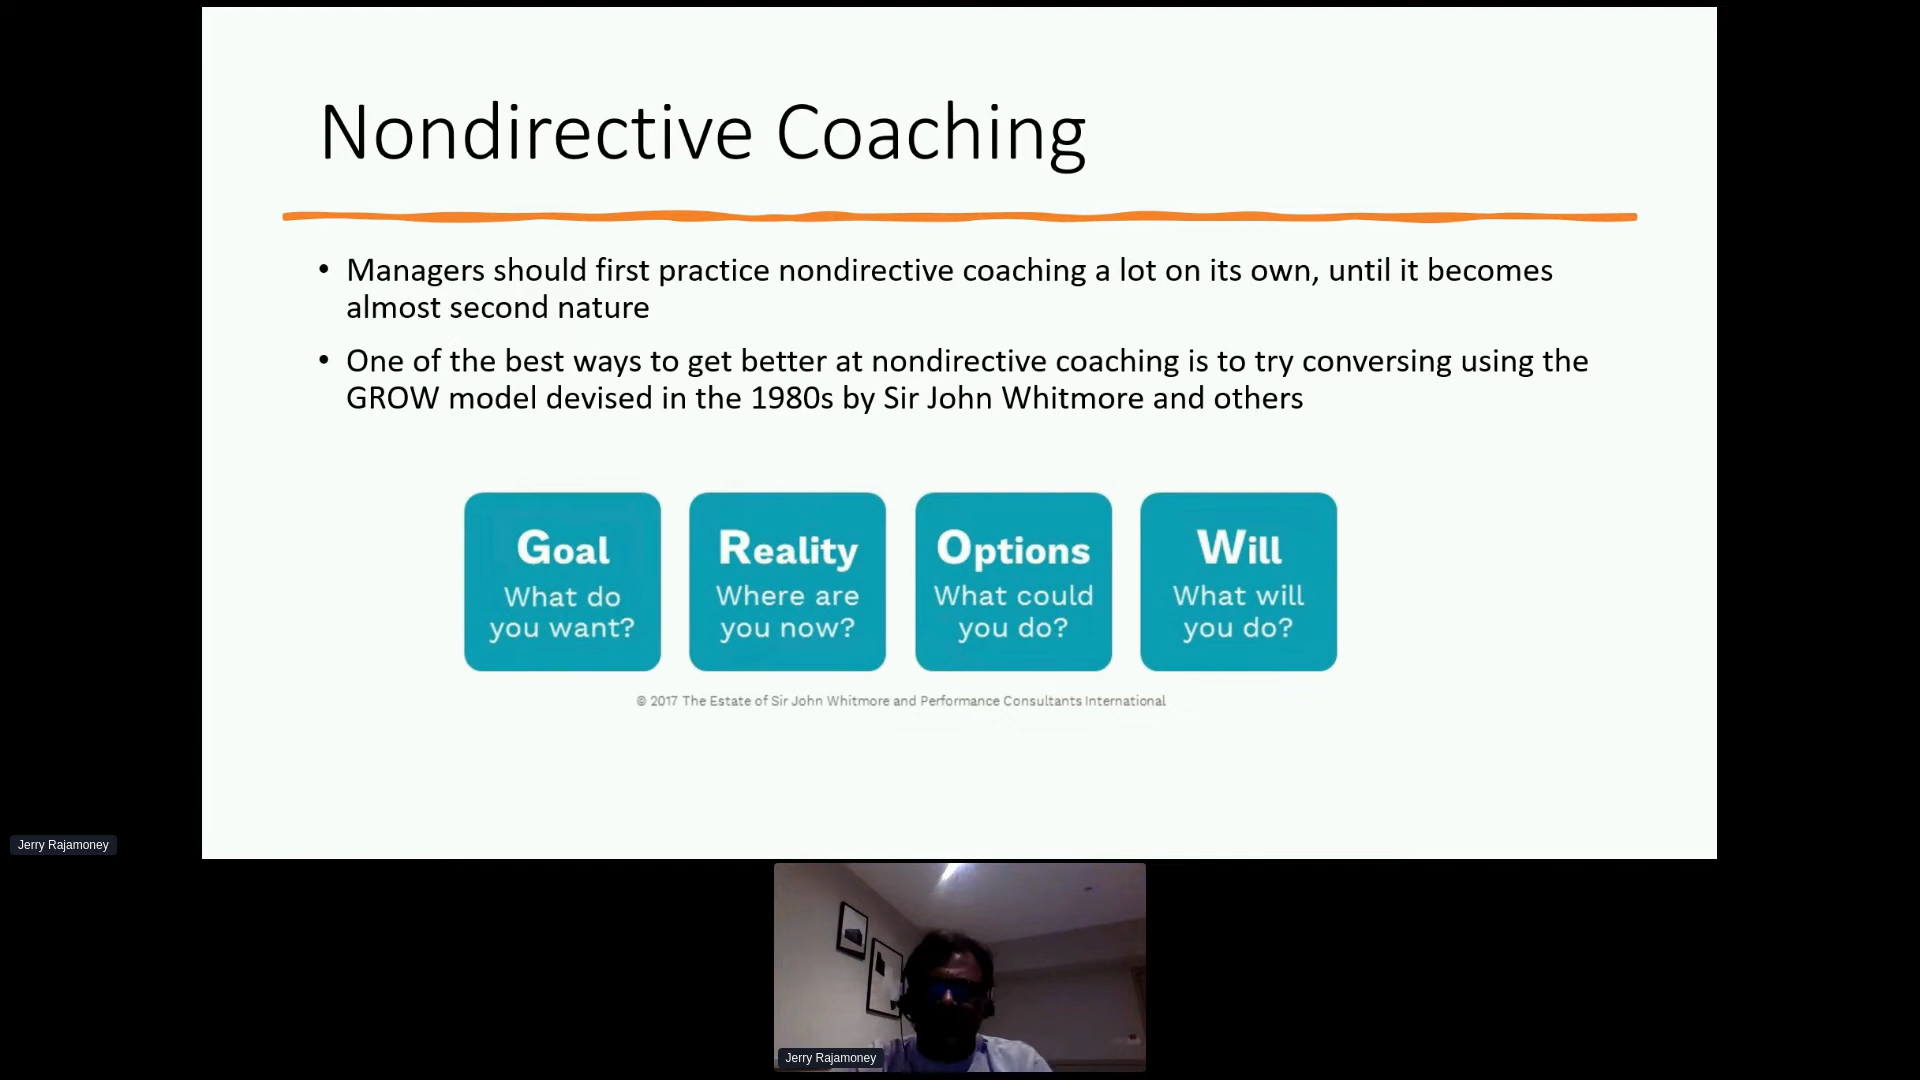 Nondirective Coaching
• Managers should first practice nondirective coaching a lot on its own, until it becomes
almost second nature
• One of the best ways to get better at nondirective coaching is to try conversing using the
GROW model devised in the 1980s by Sir John Whitmore and others
Goal
What do
you want?
Reality
Where are
you now?
Options
What could
you do?
Will
What will
you do?
© 2017 The Estate of Sir John Whitmore and Performance Consultants International
Jerry Rajamoney
Jerry Rajamoney